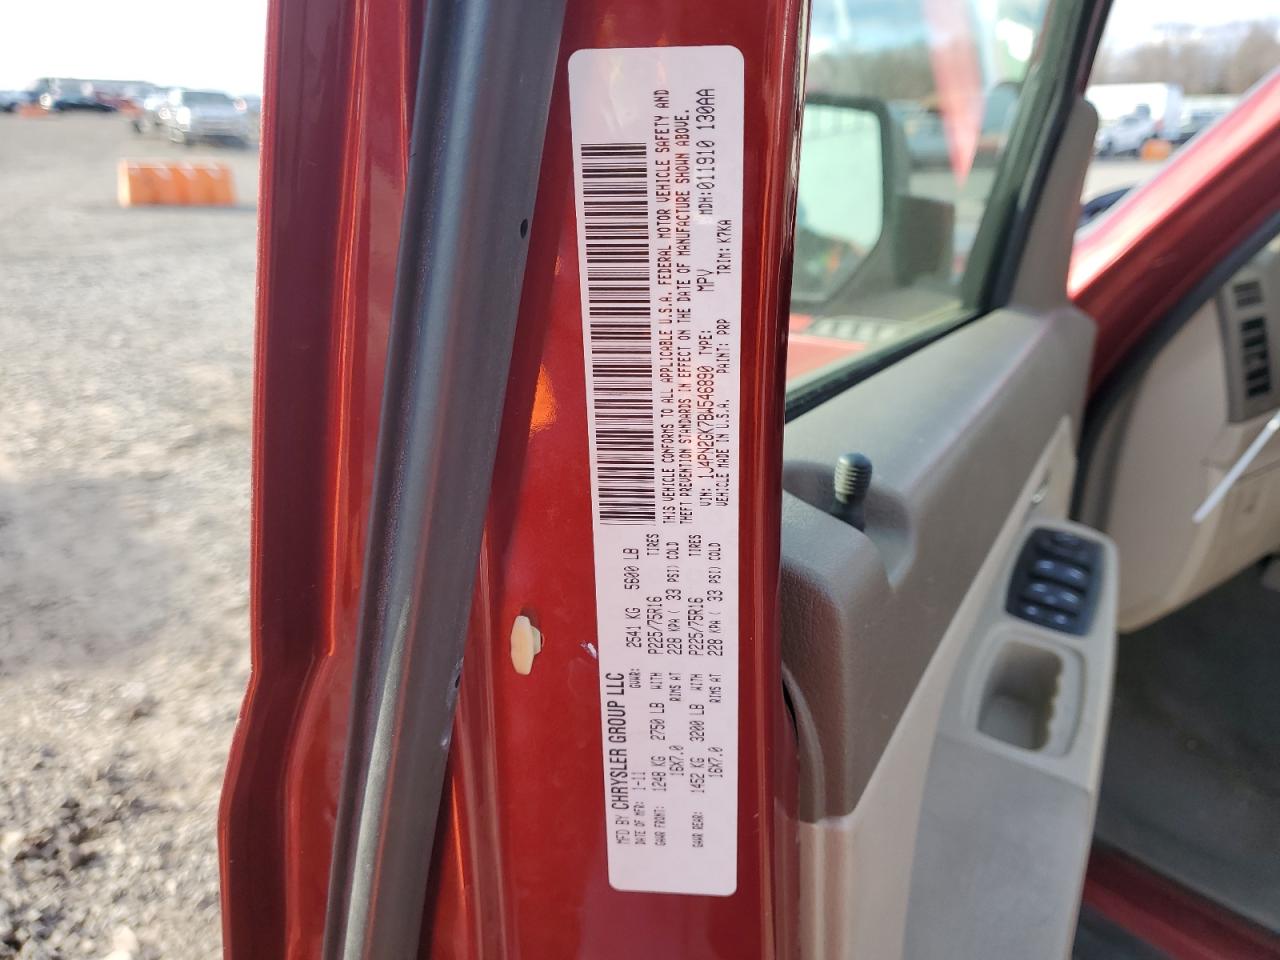 MFD BY CHRYSLER GROUP LLC
DATE OF MFR: 1-11 GVWR: 2541 KG 5600 LB
GAWR FRONT: 1248 KG 2750 LB WITH P225/75R16 TIRES
16X7.0 RIMS AT 228 KPA ( 33 PSI) COLD
GAWR REAR: 1452 KG 3200 LB WITH P225/75R16 TIRES
16X7.0 RIMS AT 228 KPA ( 33 PSI) COLD
THIS VEHICLE CONFORMS TO ALL APPLICABLE U.S.A. FEDERAL MOTOR VEHICLE SAFETY AND
THEFT PREVENTION STANDARDS IN EFFECT ON THE DATE OF MANUFACTURE SHOWN ABOVE.
VIN: 1J4PN2GK7BW546890 TYPE: MPV MDH:011910 130AA
VEHICLE MADE IN U.S.A. PAINT: PRP TRIM: K7KA